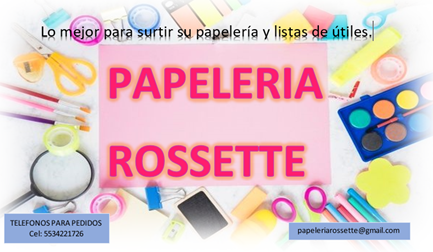 Lo mejor para surtir su papelería y listas de útiles.
PAPELERIA
ROSSETTE
TELEFONOS PARA PEDIDOS
Cel: 5534221726
papeleriarossette@gmail.com